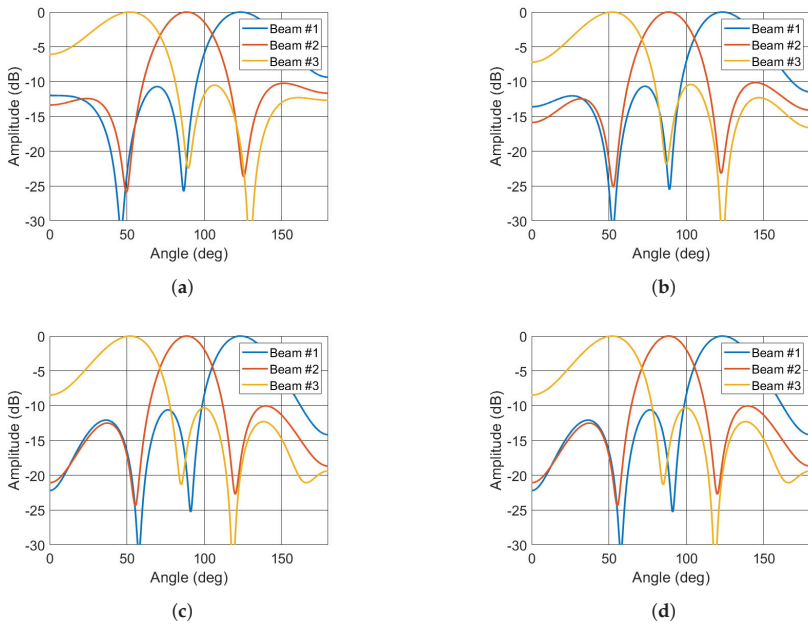 0
-5
-10
-15
-20
-25
-30
Amplitude (dB)
0 50 100 150
Angle (deg)
Beam #1
Beam #2
Beam #3
(a)
0
-5
-10
-15
-20
-25
-30
Amplitude (dB)
0 50 100 150
Angle (deg)
Beam #1
Beam #2
Beam #3
(b)
0
-5
-10
-15
-20
-25
-30
Amplitude (dB)
0 50 100 150
Angle (deg)
Beam #1
Beam #2
Beam #3
(c)
0
-5
-10
-15
-20
-25
-30
Amplitude (dB)
0 50 100 150
Angle (deg)
Beam #1
Beam #2
Beam #3
(d)